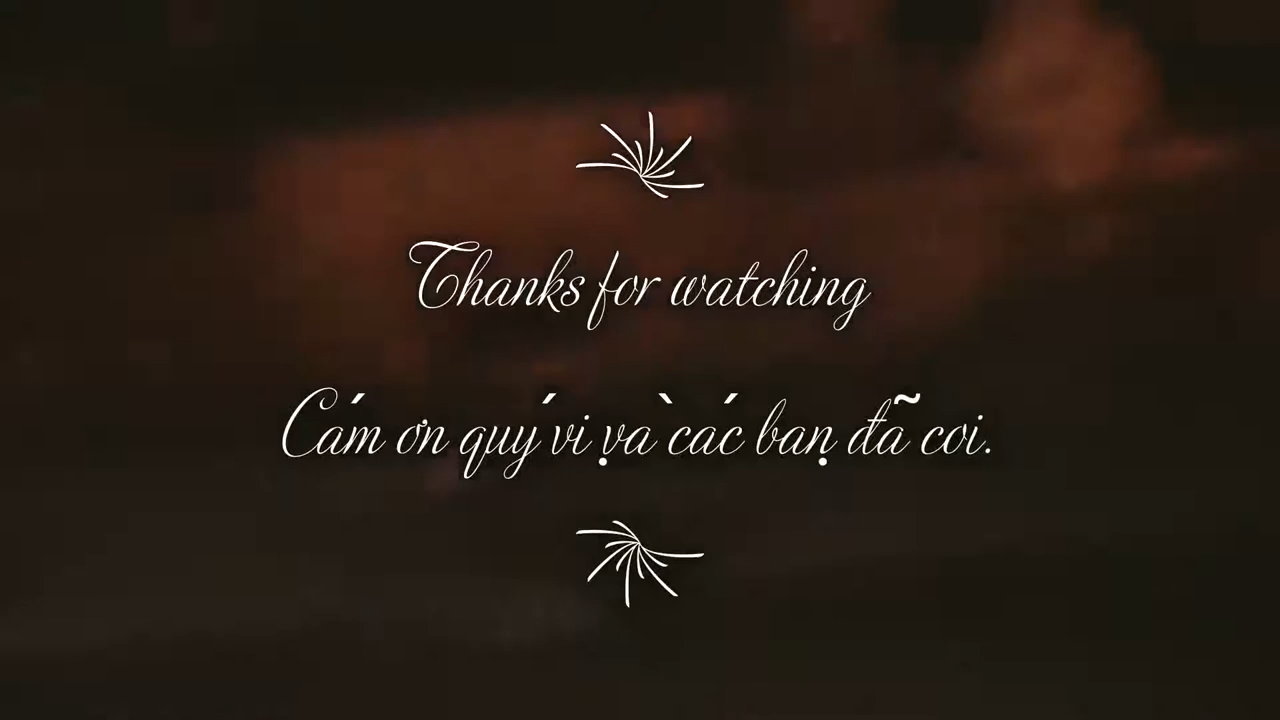 Thanks for watching
Cám ơn quý vị và các bạn đã coi.